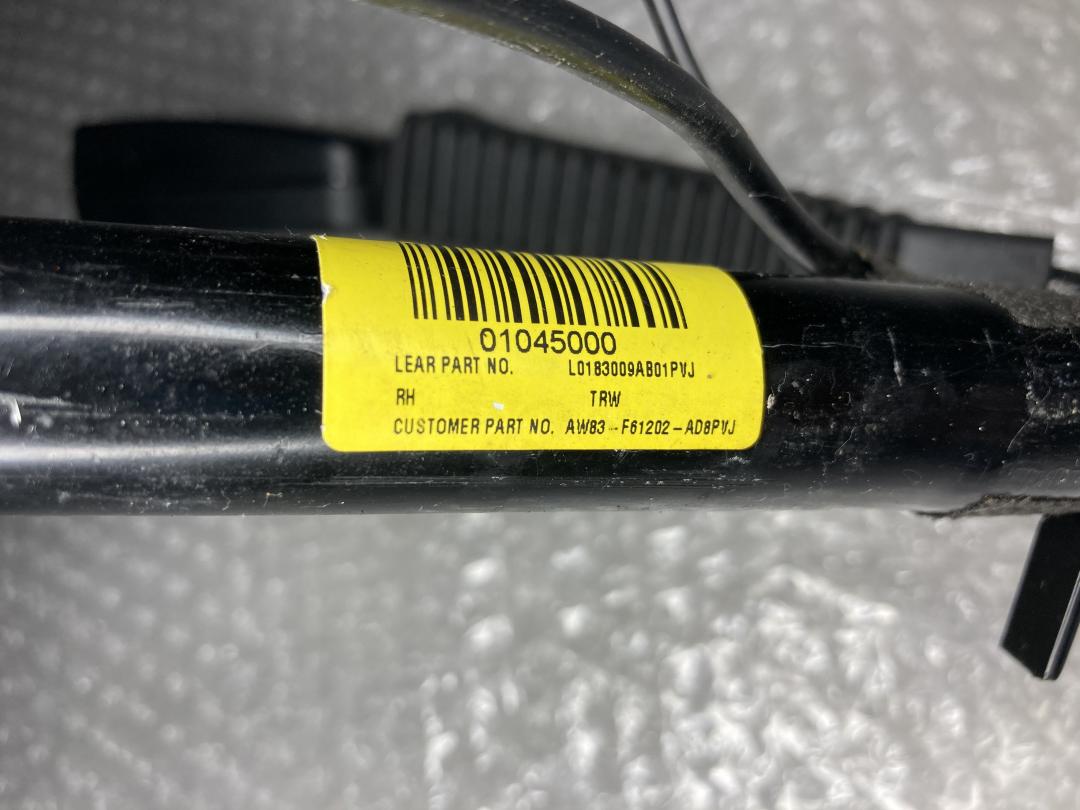 01045000
LEAR PART NO. L0183009AB01PVJ
RH TRW
CUSTOMER PART NO. AW83-F61202-AD8PVJ